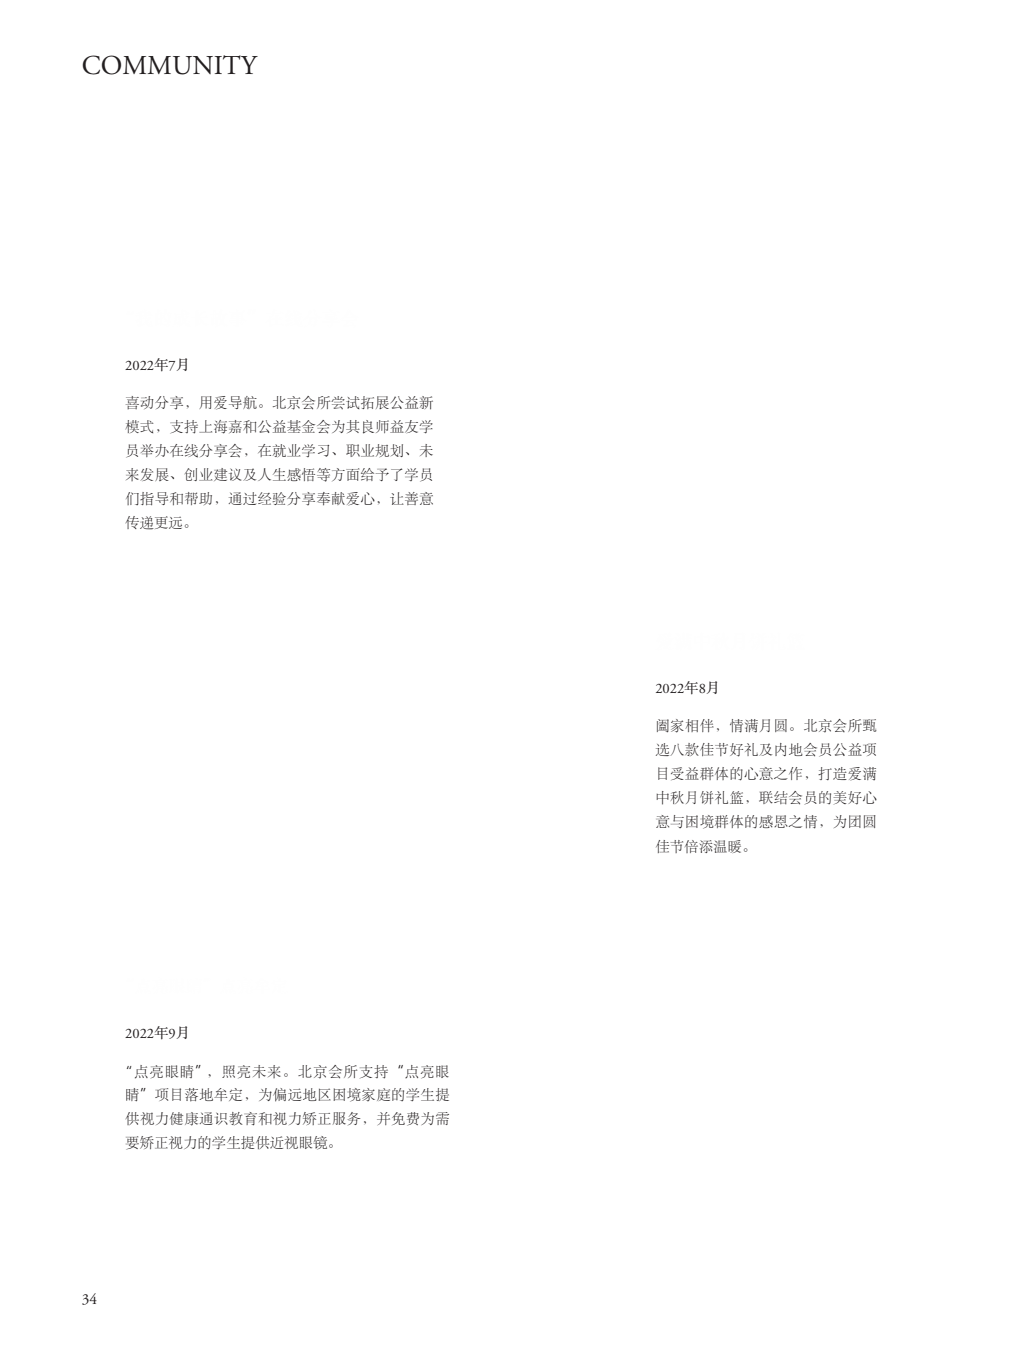 COMMUNITY
2022年7月
喜动分享，用爱导航。北京会所尝试拓展公益新
模式，支持上海嘉和公益基金会为其良师益友学
员举办在线分享会，在就业学习、职业规划、未
来发展、创业建议及人生感悟等方面给予了学员
们指导和帮助，通过经验分享奉献爱心，让善意
传递更远。
2022年8月
阖家相伴，情满月圆。北京会所甄
选八款佳节好礼及内地会员公益项
目受益群体的心意之作，打造爱满
中秋月饼礼篮，联结会员的美好心
意与困境群体的感恩之情，为团圆
佳节倍添温暖。
2022年9月
“点亮眼睛”，照亮未来。北京会所支持“点亮眼
睛”项目落地牟定，为偏远地区困境家庭的学生提
供视力健康通识教育和视力矫正服务，并免费为需
要矫正视力的学生提供近视眼镜。
34